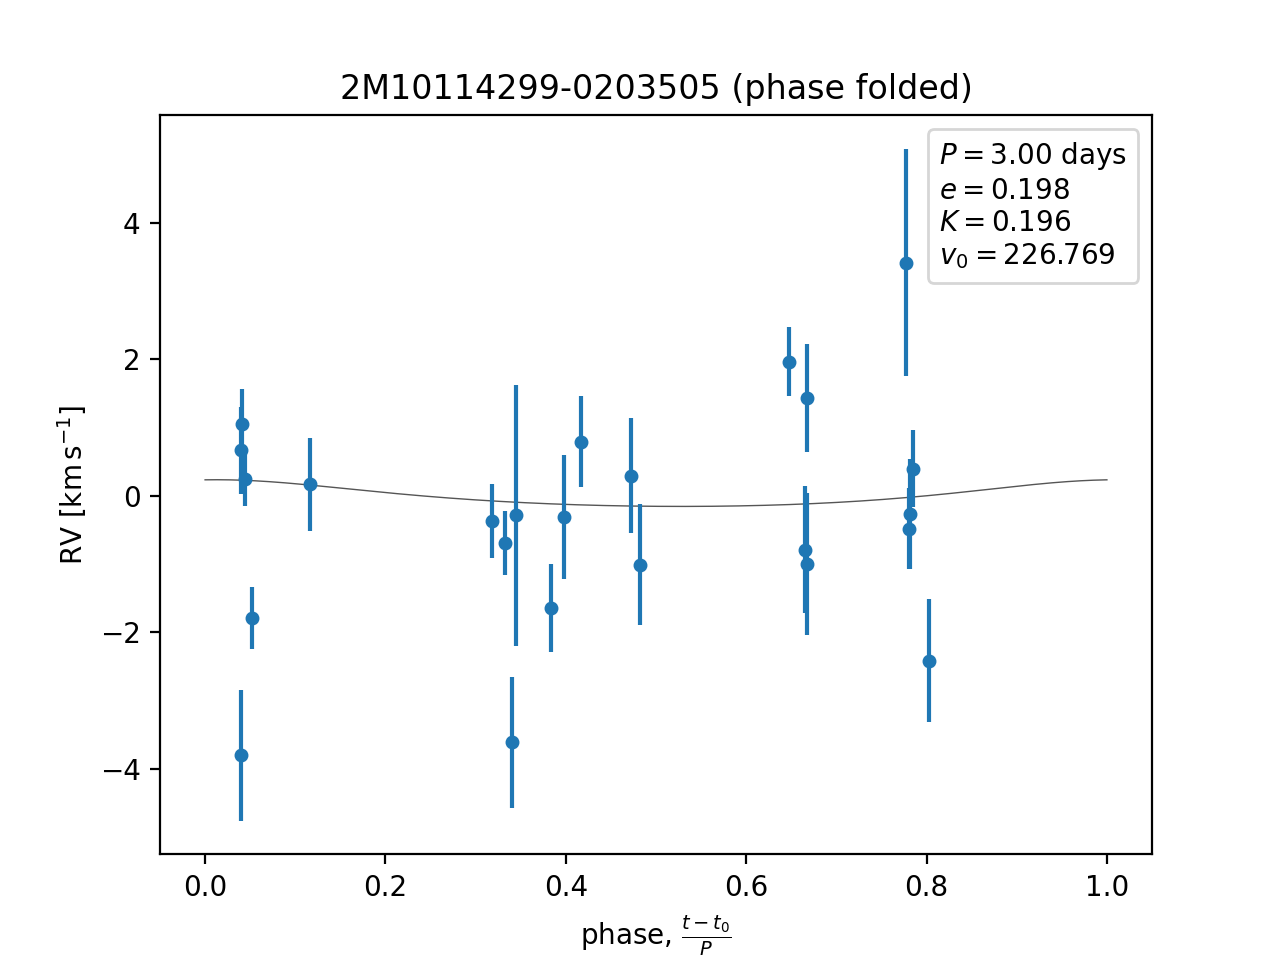 2M10114299-0203505 (phase folded)
P = 3.00 days
e = 0.198
K = 0.196
v₀ = 226.769
RV [km s⁻¹]
4
2
0
−2
−4
0.0 0.2 0.4 0.6 0.8 1.0
phase, (t − t₀)/P